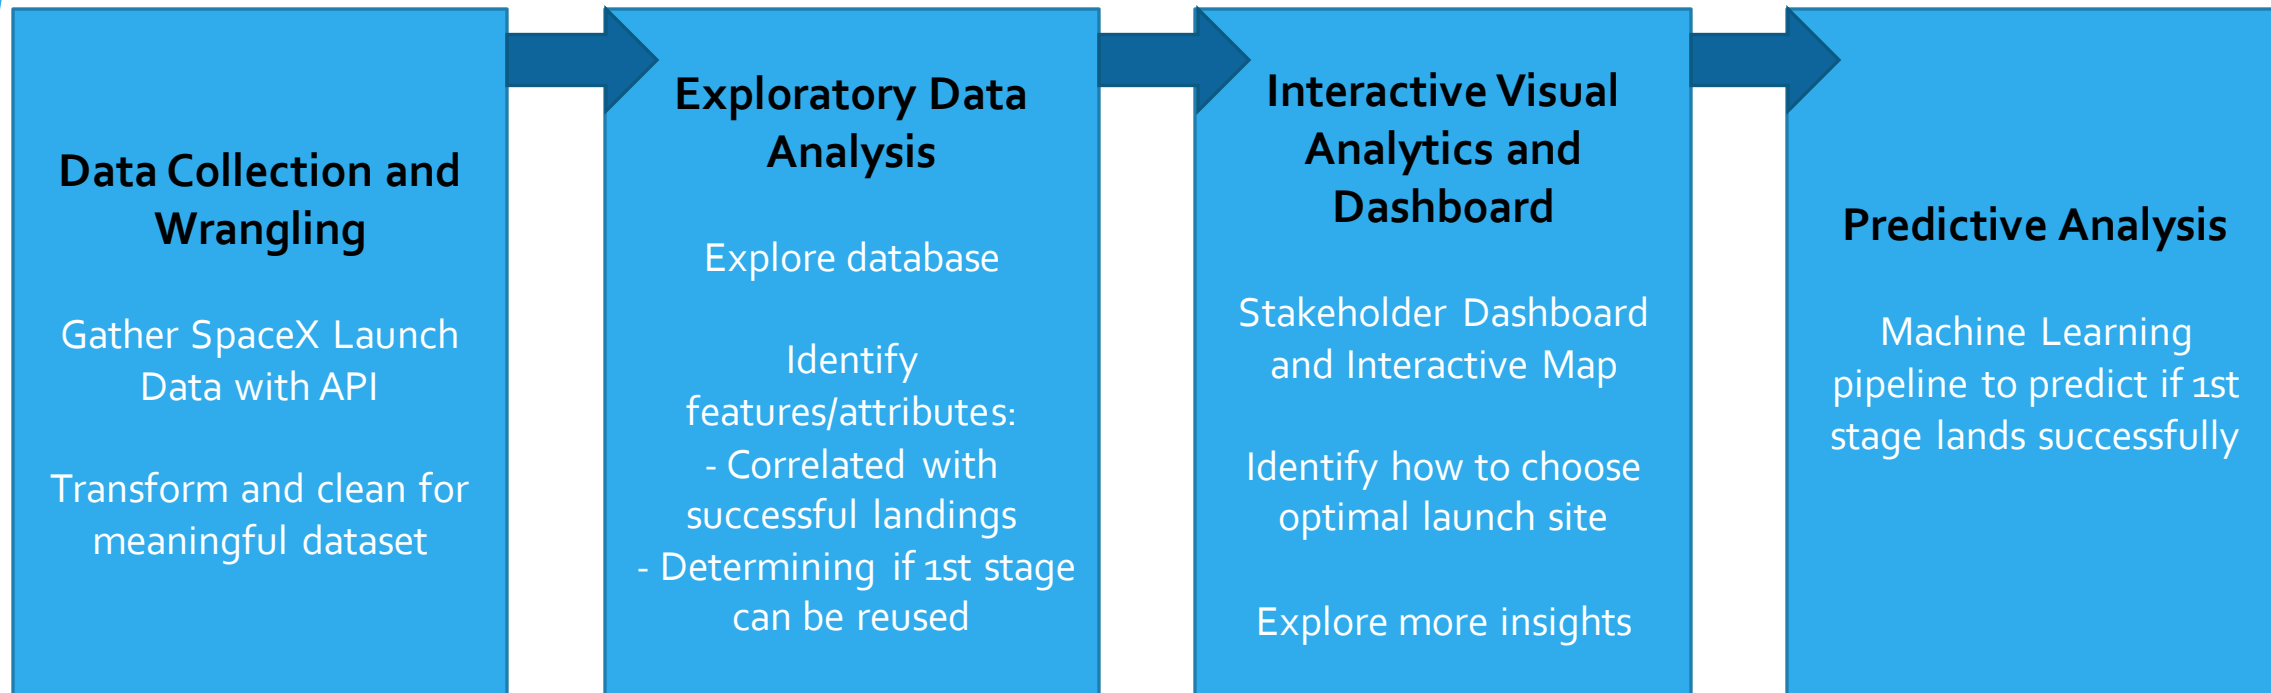 Data Collection and
Wrangling
Gather SpaceX Launch
Data with API
Transform and clean for
meaningful dataset
Exploratory Data
Analysis
Explore database
Identify
features/attributes:
- Correlated with
successful landings
- Determining if 1st stage
can be reused
Interactive Visual
Analytics and
Dashboard
Stakeholder Dashboard
and Interactive Map
Identify how to choose
optimal launch site
Explore more insights
Predictive Analysis
Machine Learning
pipeline to predict if 1st
stage lands successfully